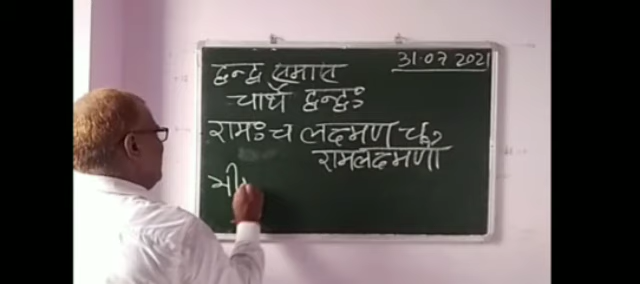 31.07.2021
द्वन्द्व समास
चार्थे द्वन्द्वः
रामः च लक्ष्मण च,
रामलक्ष्मणौ